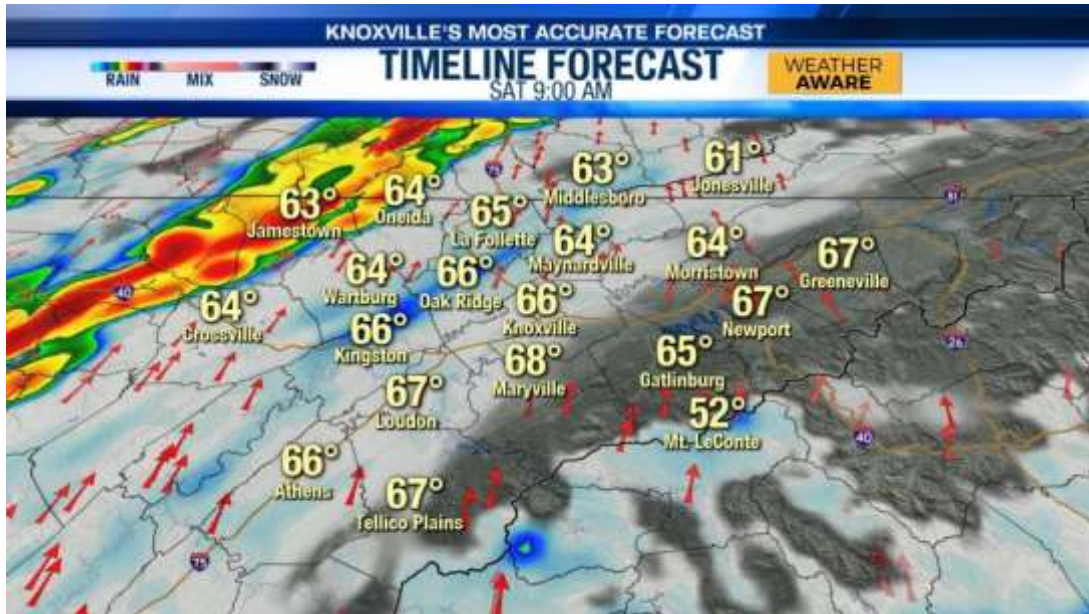 KNOXVILLE'S MOST ACCURATE FORECAST
TIMELINE FORECAST
SAT 9:00 AM
RAIN MIX SNOW
WEATHER
AWARE
75
63°
Middlesboro
61°
Jonesville
81
63°
Jamestown
64°
Oneida
65°
La Follette
64°
Maynardville
64°
Morristown
67°
Greeneville
40
64°
Crossville
64°
Wartburg
66°
Oak Ridge
66°
Knoxville
67°
Newport
26
66°
Kingston
68°
Maryville
65°
Gatlinburg
67°
Loudon
52°
Mt. LeConte
40
66°
Athens
67°
Tellico Plains
75